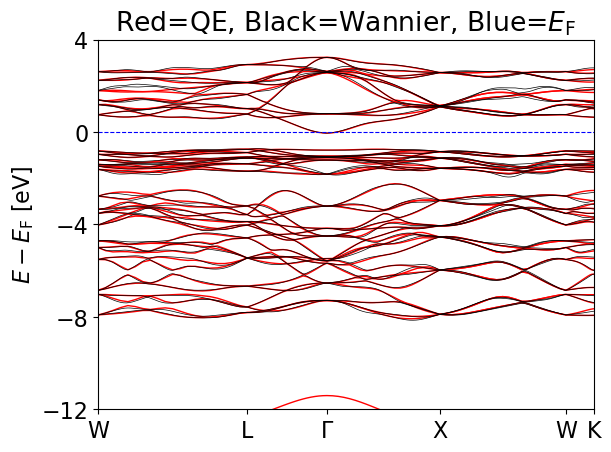 Red=QE, Black=Wannier, Blue=E_F
E − E_F [eV]
4
0
−4
−8
−12
W L Γ X W K